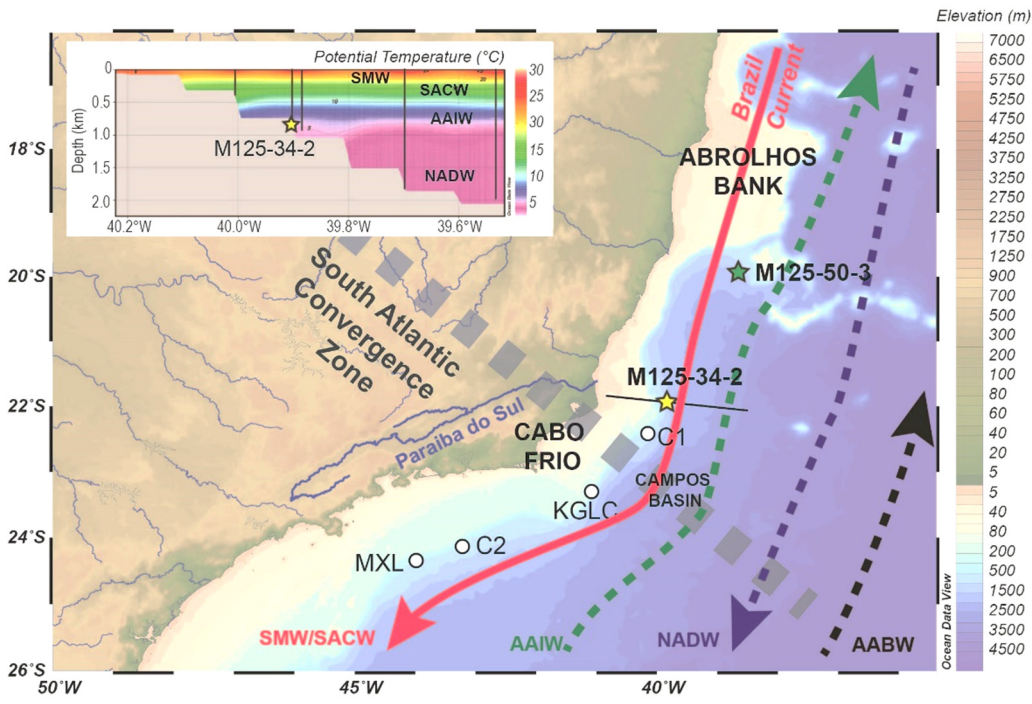 Elevation (m)
7000
6500
5750
5250
4750
4250
3750
3250
2750
2250
1750
1250
900
700
500
300
200
100
80
60
40
20
5
5
40
80
200
500
1500
2500
3500
4500
Ocean Data View
Potential Temperature (°C)
SMW
SACW
AAIW
NADW
M125-34-2
Depth (km)
0
0.5
1.0
1.5
2.0
40.2°W
40.0°W
39.8°W
39.6°W
30
25
20
15
10
5
Brazil
Current
ABROLHOS
BANK
18°S
20°S
22°S
24°S
26°S
M125-50-3
South Atlantic
Convergence
Zone
M125-34-2
Paraiba do Sul
CABO
FRIO
C1
CAMPOS
BASIN
KGLC
C2
MXL
SMW/SACW
AAIW
NADW
AABW
50°W
45°W
40°W